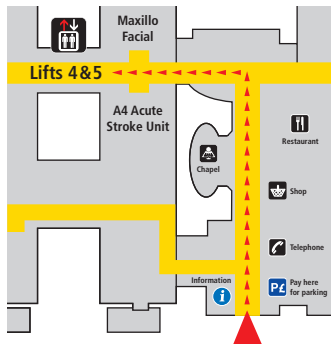 Maxillo
Facial
Lifts 4&5
A4 Acute
Stroke Unit
Restaurant
Chapel
Shop
Telephone
Information
i
P£
Pay here
for parking